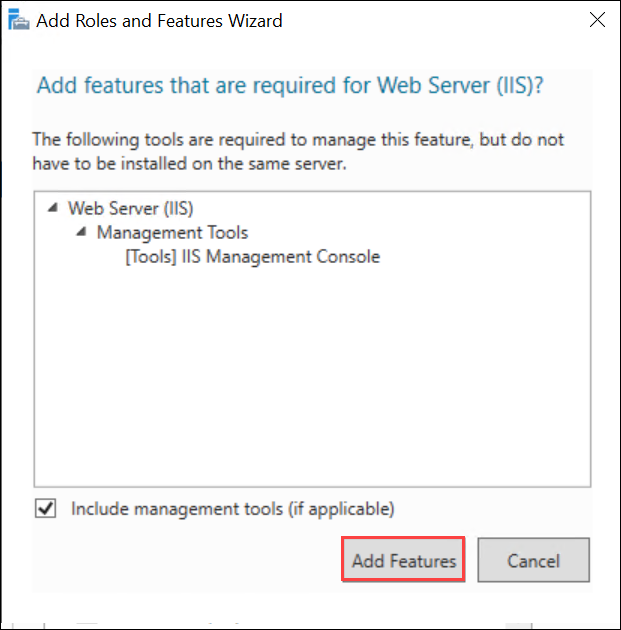 Add Roles and Features Wizard
Add features that are required for Web Server (IIS)?
The following tools are required to manage this feature, but do not
have to be installed on the same server.
Web Server (IIS)
Management Tools
[Tools] IIS Management Console
Include management tools (if applicable)
Add Features
Cancel